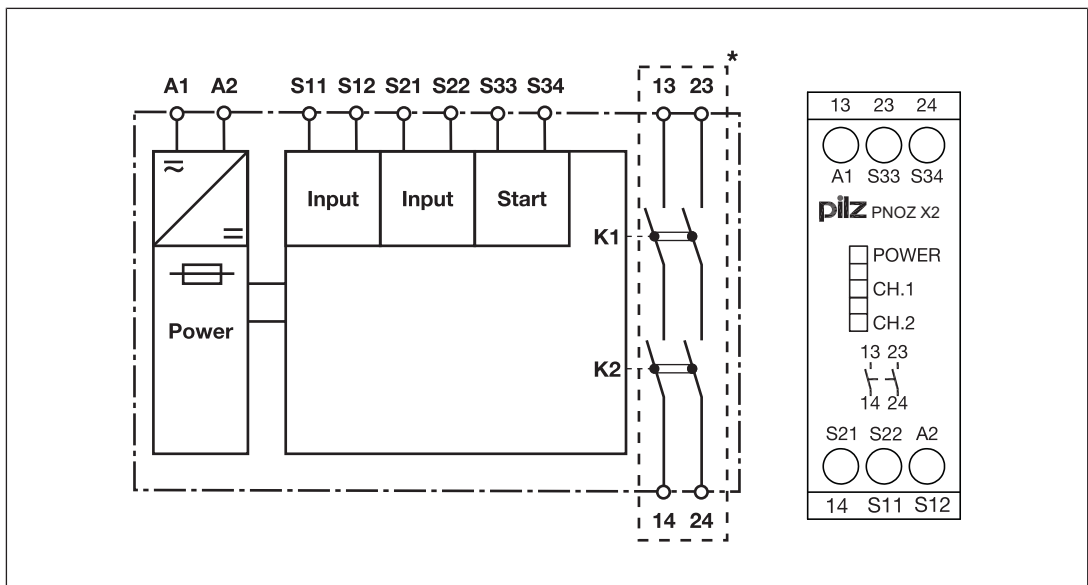 A1 A2 S11 S12 S21 S22 S33 S34 13 23 *
Input Input Start
K1
Power
K2
14 24
13 23 24
A1 S33 S34
pilz PNOZ X2
POWER
CH.1
CH.2
13 23
14 24
S21 S22 A2
14 S11 S12